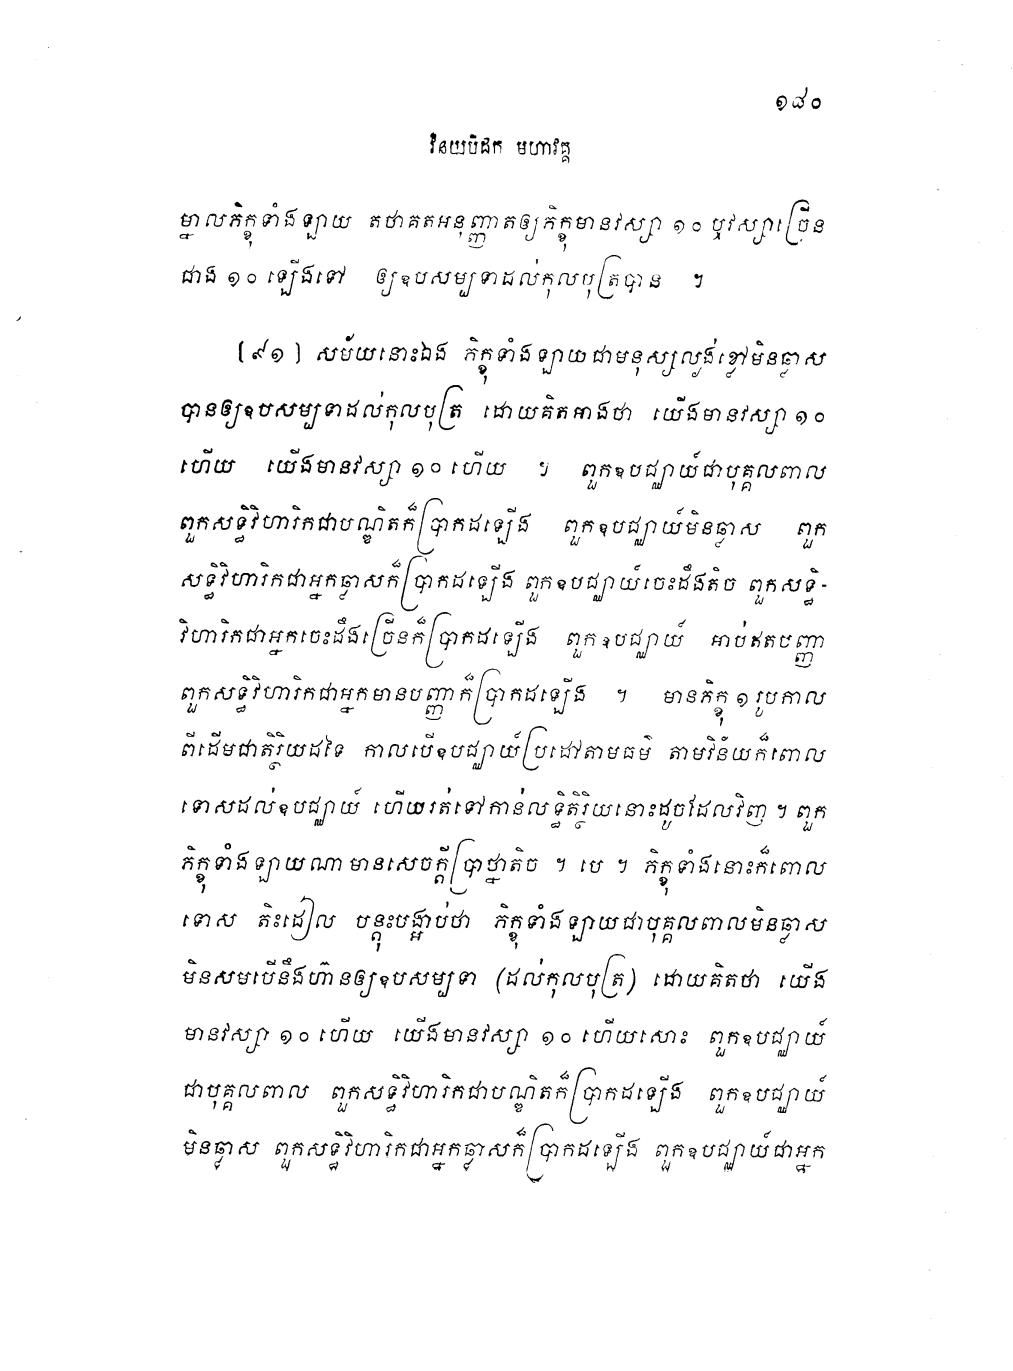 ១៨០
វិនយបិដក មហាវគ្គ
ម្នាលភិក្ខុទាំងឡាយ តថាគតអនុញ្ញាតឲ្យភិក្ខុមានវស្សា ១០ ឬវស្សាច្រើន
ជាង ១០ ឡើងទៅ ឲ្យឧបសម្បទាដល់កុលបុត្របាន ។
(៩១) សម័យនោះឯង ភិក្ខុទាំងឡាយជាមនុស្សល្ងង់ខ្លៅមិនឆ្លាស
បានឲ្យឧបសម្បទាដល់កុលបុត្រ ដោយគិតអាងថា យើងមានវស្សា ១០
ហើយ យើងមានវស្សា ១០ ហើយ ។ ពួកឧបជ្ឈាយ៍ជាបុគ្គលពាល
ពួកសទ្ធិវិហារិកជាបណ្ឌិតក៏ប្រាកដឡើង ពួកឧបជ្ឈាយ៍មិនឆ្លាស ពួក
សទ្ធិវិហារិកជាអ្នកឆ្លាសក៏ប្រាកដឡើង ពួកឧបជ្ឈាយ៍ចេះដឹងតិច ពួកសទ្ធិ-
វិហារិកជាអ្នកចេះដឹងច្រើនក៏ប្រាកដឡើង ពួកឧបជ្ឈាយ៍ អាប់ឥតបញ្ញា
ពួកសទ្ធិវិហារិកជាអ្នកមានបញ្ញាក៏ប្រាកដឡើង ។ មានភិក្ខុ ១ រូបកាល
ពីដើមជាតិរ្ថិយដទៃ កាលបើឧបជ្ឈាយ៍ប្រដៅតាមធម៌ តាមវិន័យក៏ពោល
ទោសដល់ឧបជ្ឈាយ៍ ហើយរត់ទៅកាន់លទ្ធិតិរ្ថិយនោះដូចដែលវិញ ។ ពួក
ភិក្ខុទាំងឡាយណាមានសេចក្តីប្រាថ្នាតិច ។ បេ ។ ភិក្ខុទាំងនោះក៏ពោល
ទោស តិះដៀល បន្តុះបង្អាប់ថា ភិក្ខុទាំងឡាយជាបុគ្គលពាលមិនឆ្លាស
មិនសមបើនឹងហ៊ានឲ្យឧបសម្បទា (ដល់កុលបុត្រ) ដោយគិតថា យើង
មានវស្សា ១០ ហើយ យើងមានវស្សា ១០ ហើយសោះ ពួកឧបជ្ឈាយ៍
ជាបុគ្គលពាល ពួកសទ្ធិវិហារិកជាបណ្ឌិតក៏ប្រាកដឡើង ពួកឧបជ្ឈាយ៍
មិនឆ្លាស ពួកសទ្ធិវិហារិកជាអ្នកឆ្លាសក៏ប្រាកដឡើង ពួកឧបជ្ឈាយ៍ជាអ្នក